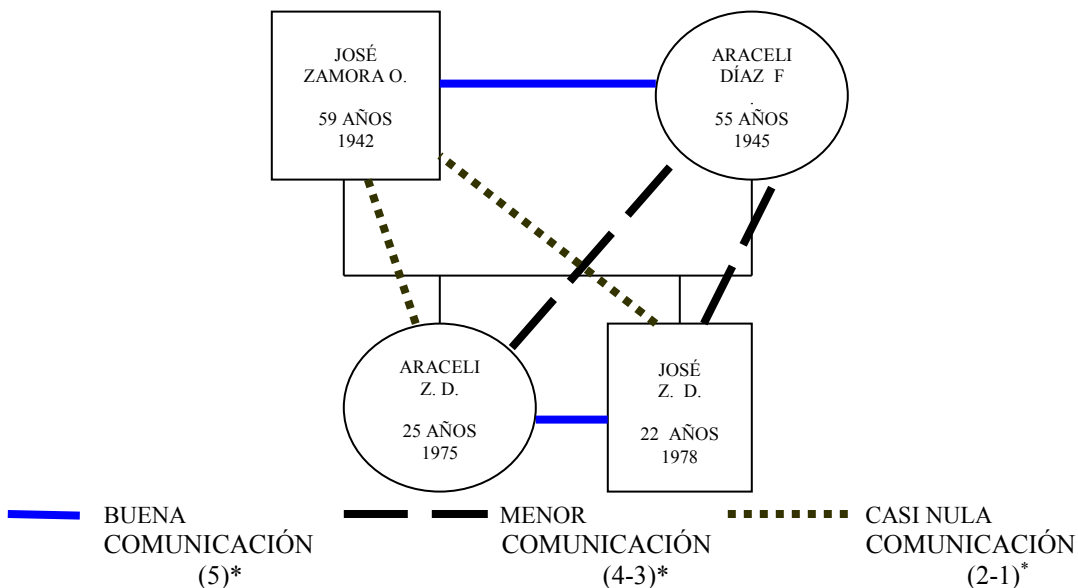 JOSÉ
ZAMORA O.
59 AÑOS
1942
ARACELI
DÍAZ F
.
55 AÑOS
1945
ARACELI
Z. D.
25 AÑOS
1975
JOSÉ
Z. D.
22 AÑOS
1978
BUENA
COMUNICACIÓN
(5)*
MENOR
COMUNICACIÓN
(4-3)*
CASI NULA
COMUNICACIÓN
(2-1)*